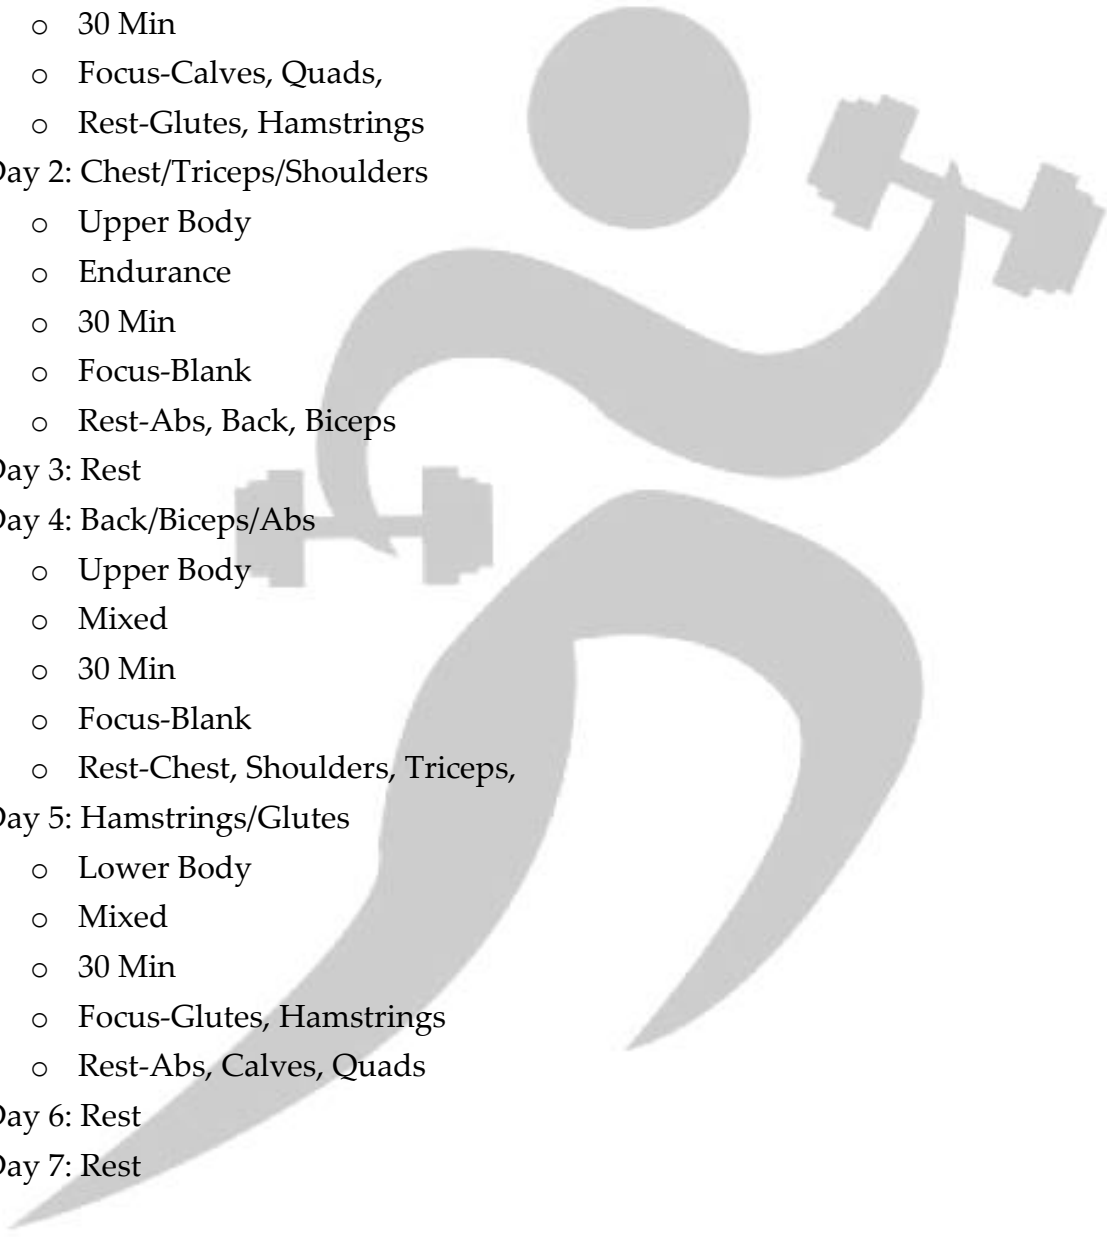 o 30 Min
o Focus-Calves, Quads,
o Rest-Glutes, Hamstrings
Day 2: Chest/Triceps/Shoulders
o Upper Body
o Endurance
o 30 Min
o Focus-Blank
o Rest-Abs, Back, Biceps
Day 3: Rest
Day 4: Back/Biceps/Abs
o Upper Body
o Mixed
o 30 Min
o Focus-Blank
o Rest-Chest, Shoulders, Triceps,
Day 5: Hamstrings/Glutes
o Lower Body
o Mixed
o 30 Min
o Focus-Glutes, Hamstrings
o Rest-Abs, Calves, Quads
Day 6: Rest
Day 7: Rest